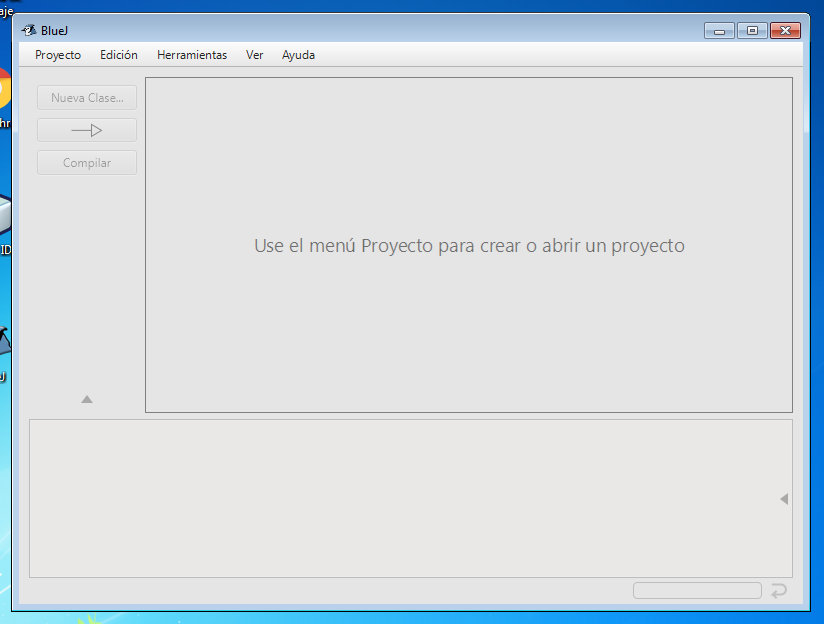 aje
BlueJ
Proyecto Edición Herramientas Ver Ayuda
Nueva Clase...
hr
Compilar
Use el menú Proyecto para crear o abrir un proyecto
ID
J